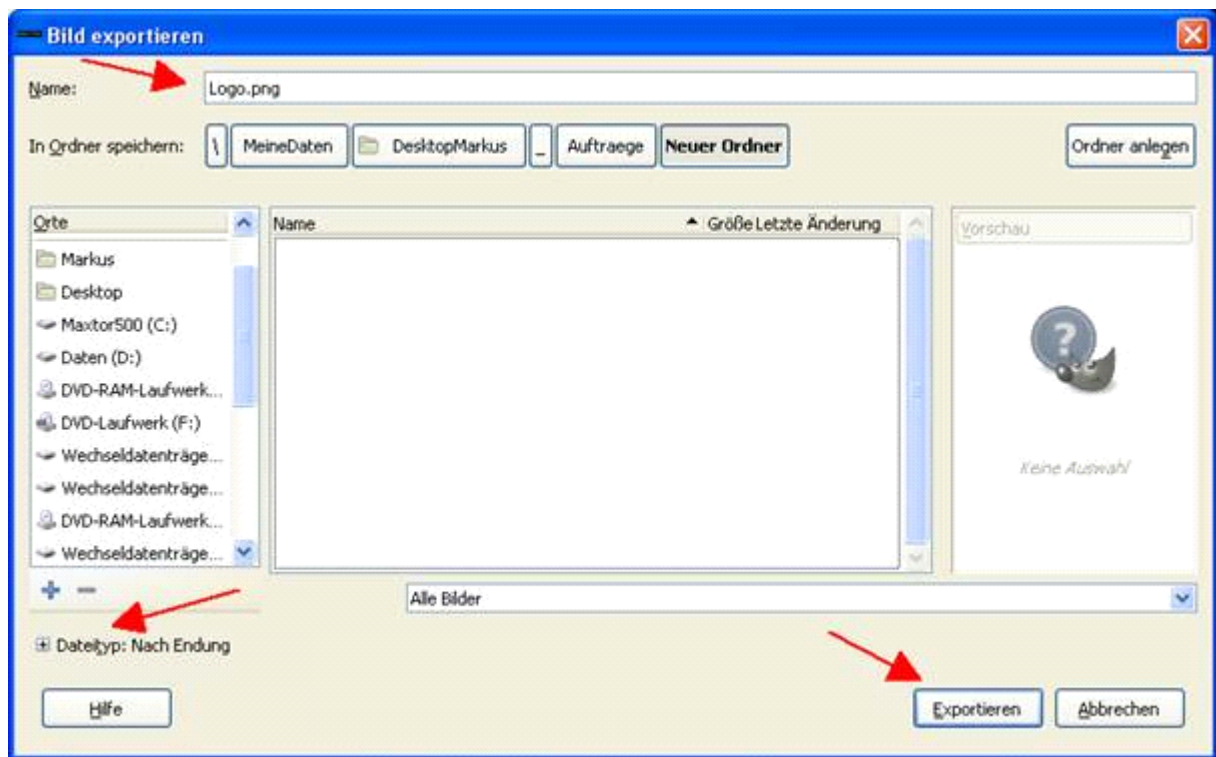 Bild exportieren
Name: Logo.png
In Ordner speichern: \ MeineDaten DesktopMarkus _ Auftraege Neuer Ordner Ordner anlegen
Orte Name Größe Letzte Änderung Vorschau
Markus
Desktop
Maxtor500 (C:)
Daten (D:)
DVD-RAM-Laufwerk...
DVD-Laufwerk (F:)
Wechseldatenträge...
Wechseldatenträge...
DVD-RAM-Laufwerk...
Wechseldatenträge...
Keine Auswahl
Alle Bilder
Dateityp: Nach Endung
Hilfe Exportieren Abbrechen